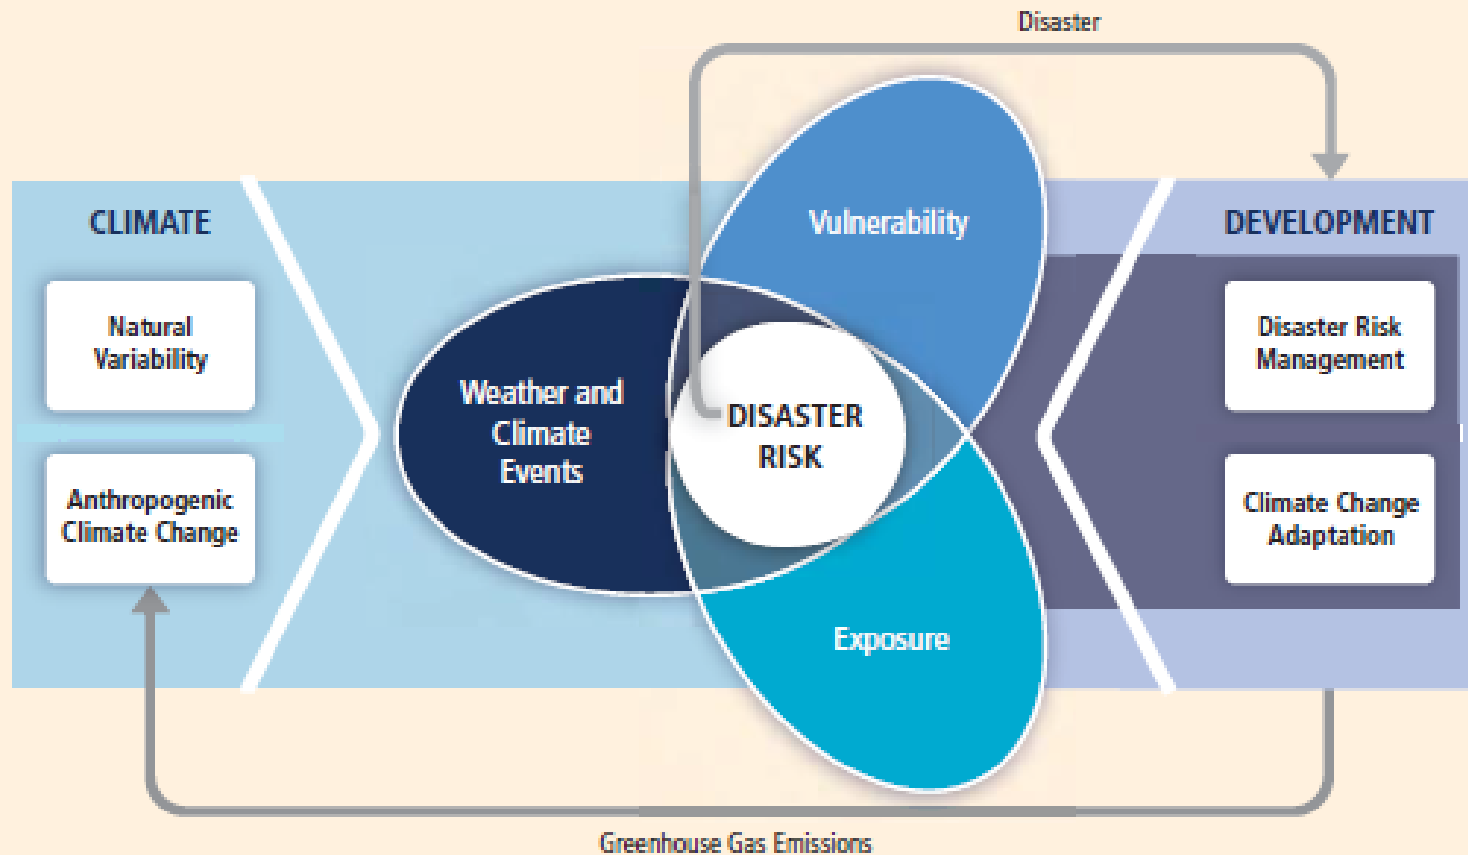 Disaster
CLIMATE
Natural
Variability
Anthropogenic
Climate Change
Vulnerability
Weather and
Climate
Events
DISASTER
RISK
Exposure
DEVELOPMENT
Disaster Risk
Management
Climate Change
Adaptation
Greenhouse Gas Emissions